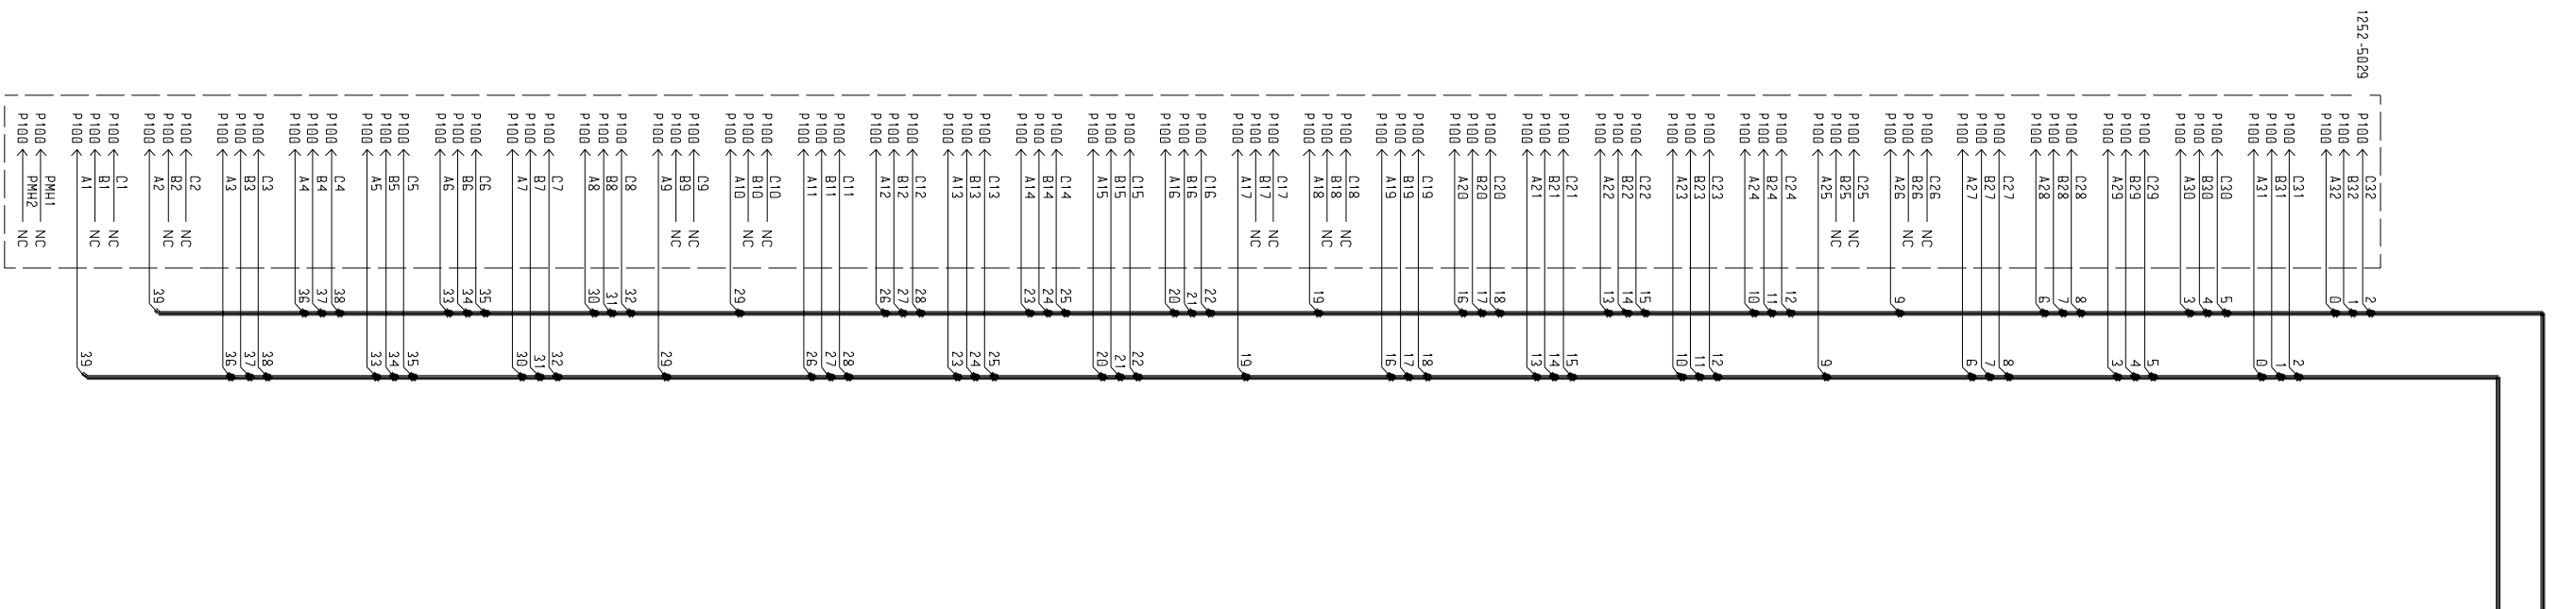 1252-5029
P100 C32 2
P100 B32 1
P100 A32 0
P100 C31 2
P100 B31 1
P100 A31 0
P100 C30 5
P100 B30 4
P100 A30 3
P100 C29 5
P100 B29 4
P100 A29 3
P100 C28 8
P100 B28 7
P100 A28 6
P100 C27 8
P100 B27 7
P100 A27 6
P100 C26 NC
P100 B26 NC
P100 A26 9
P100 C25 NC
P100 B25 NC
P100 A25 9
P100 C24 12
P100 B24 11
P100 A24 10
P100 C23 12
P100 B23 11
P100 A23 10
P100 C22 15
P100 B22 14
P100 A22 13
P100 C21 15
P100 B21 14
P100 A21 13
P100 C20 18
P100 B20 17
P100 A20 16
P100 C19 18
P100 B19 17
P100 A19 16
P100 C18 NC
P100 B18 NC
P100 A18 19
P100 C17 NC
P100 B17 NC
P100 A17 19
P100 C16 22
P100 B16 21
P100 A16 20
P100 C15 22
P100 B15 21
P100 A15 20
P100 C14 25
P100 B14 24
P100 A14 23
P100 C13 25
P100 B13 24
P100 A13 23
P100 C12 28
P100 B12 27
P100 A12 26
P100 C11 28
P100 B11 27
P100 A11 26
P100 C10 NC
P100 B10 NC
P100 A10 29
P100 C9 NC
P100 B9 NC
P100 A9 29
P100 C8 32
P100 B8 31
P100 A8 30
P100 C7 32
P100 B7 31
P100 A7 30
P100 C6 35
P100 B6 34
P100 A6 33
P100 C5 35
P100 B5 34
P100 A5 33
P100 C4 38
P100 B4 37
P100 A4 36
P100 C3 38
P100 B3 37
P100 A3 36
P100 C2 NC
P100 B2 NC
P100 A2 39
P100 C1 NC
P100 B1 NC
P100 A1 39
P100 PMH1 NC
P100 PMH2 NC